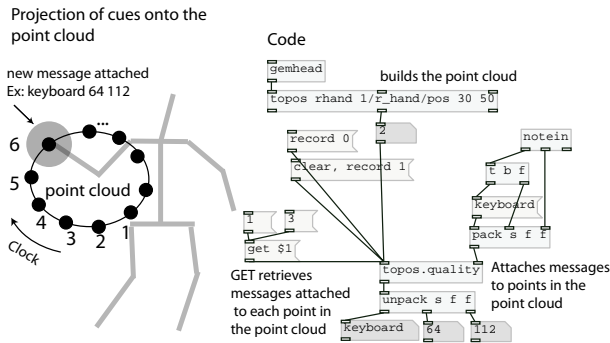 Projection of cues onto the
point cloud
new message attached
Ex: keyboard 64 112
...
6
5
4
3
2
1
point cloud
Clock
Code
gemhead
builds the point cloud
topos rhand 1/r_hand/pos 30 50
2
record 0
clear, record 1
notein
t b f
keyboard
pack s f f
1
3
get $1
topos.quality
GET retrieves
messages attached
to each point in
the point cloud
Attaches messages
to points in the
point cloud
unpack s f f
keyboard
64
112